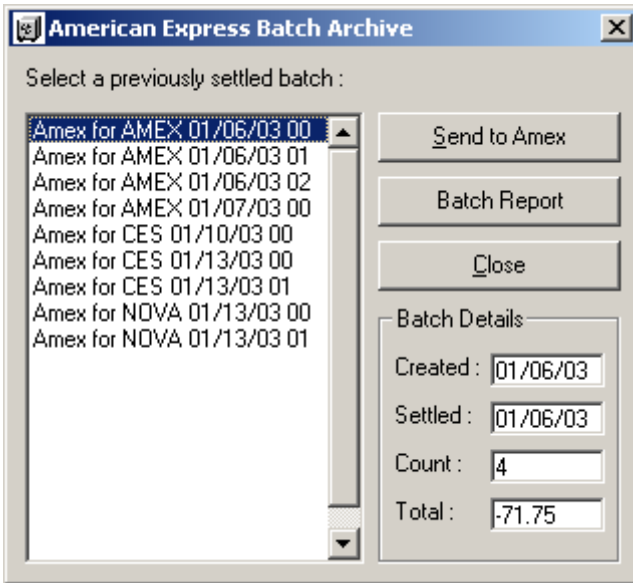 American Express Batch Archive
Select a previously settled batch :
Amex for AMEX 01/06/03 00
Amex for AMEX 01/06/03 01
Amex for AMEX 01/06/03 02
Amex for AMEX 01/07/03 00
Amex for CES 01/10/03 00
Amex for CES 01/13/03 00
Amex for CES 01/13/03 01
Amex for NOVA 01/13/03 00
Amex for NOVA 01/13/03 01
Send to Amex
Batch Report
Close
Batch Details
Created : 01/06/03
Settled : 01/06/03
Count : 4
Total : -71.75